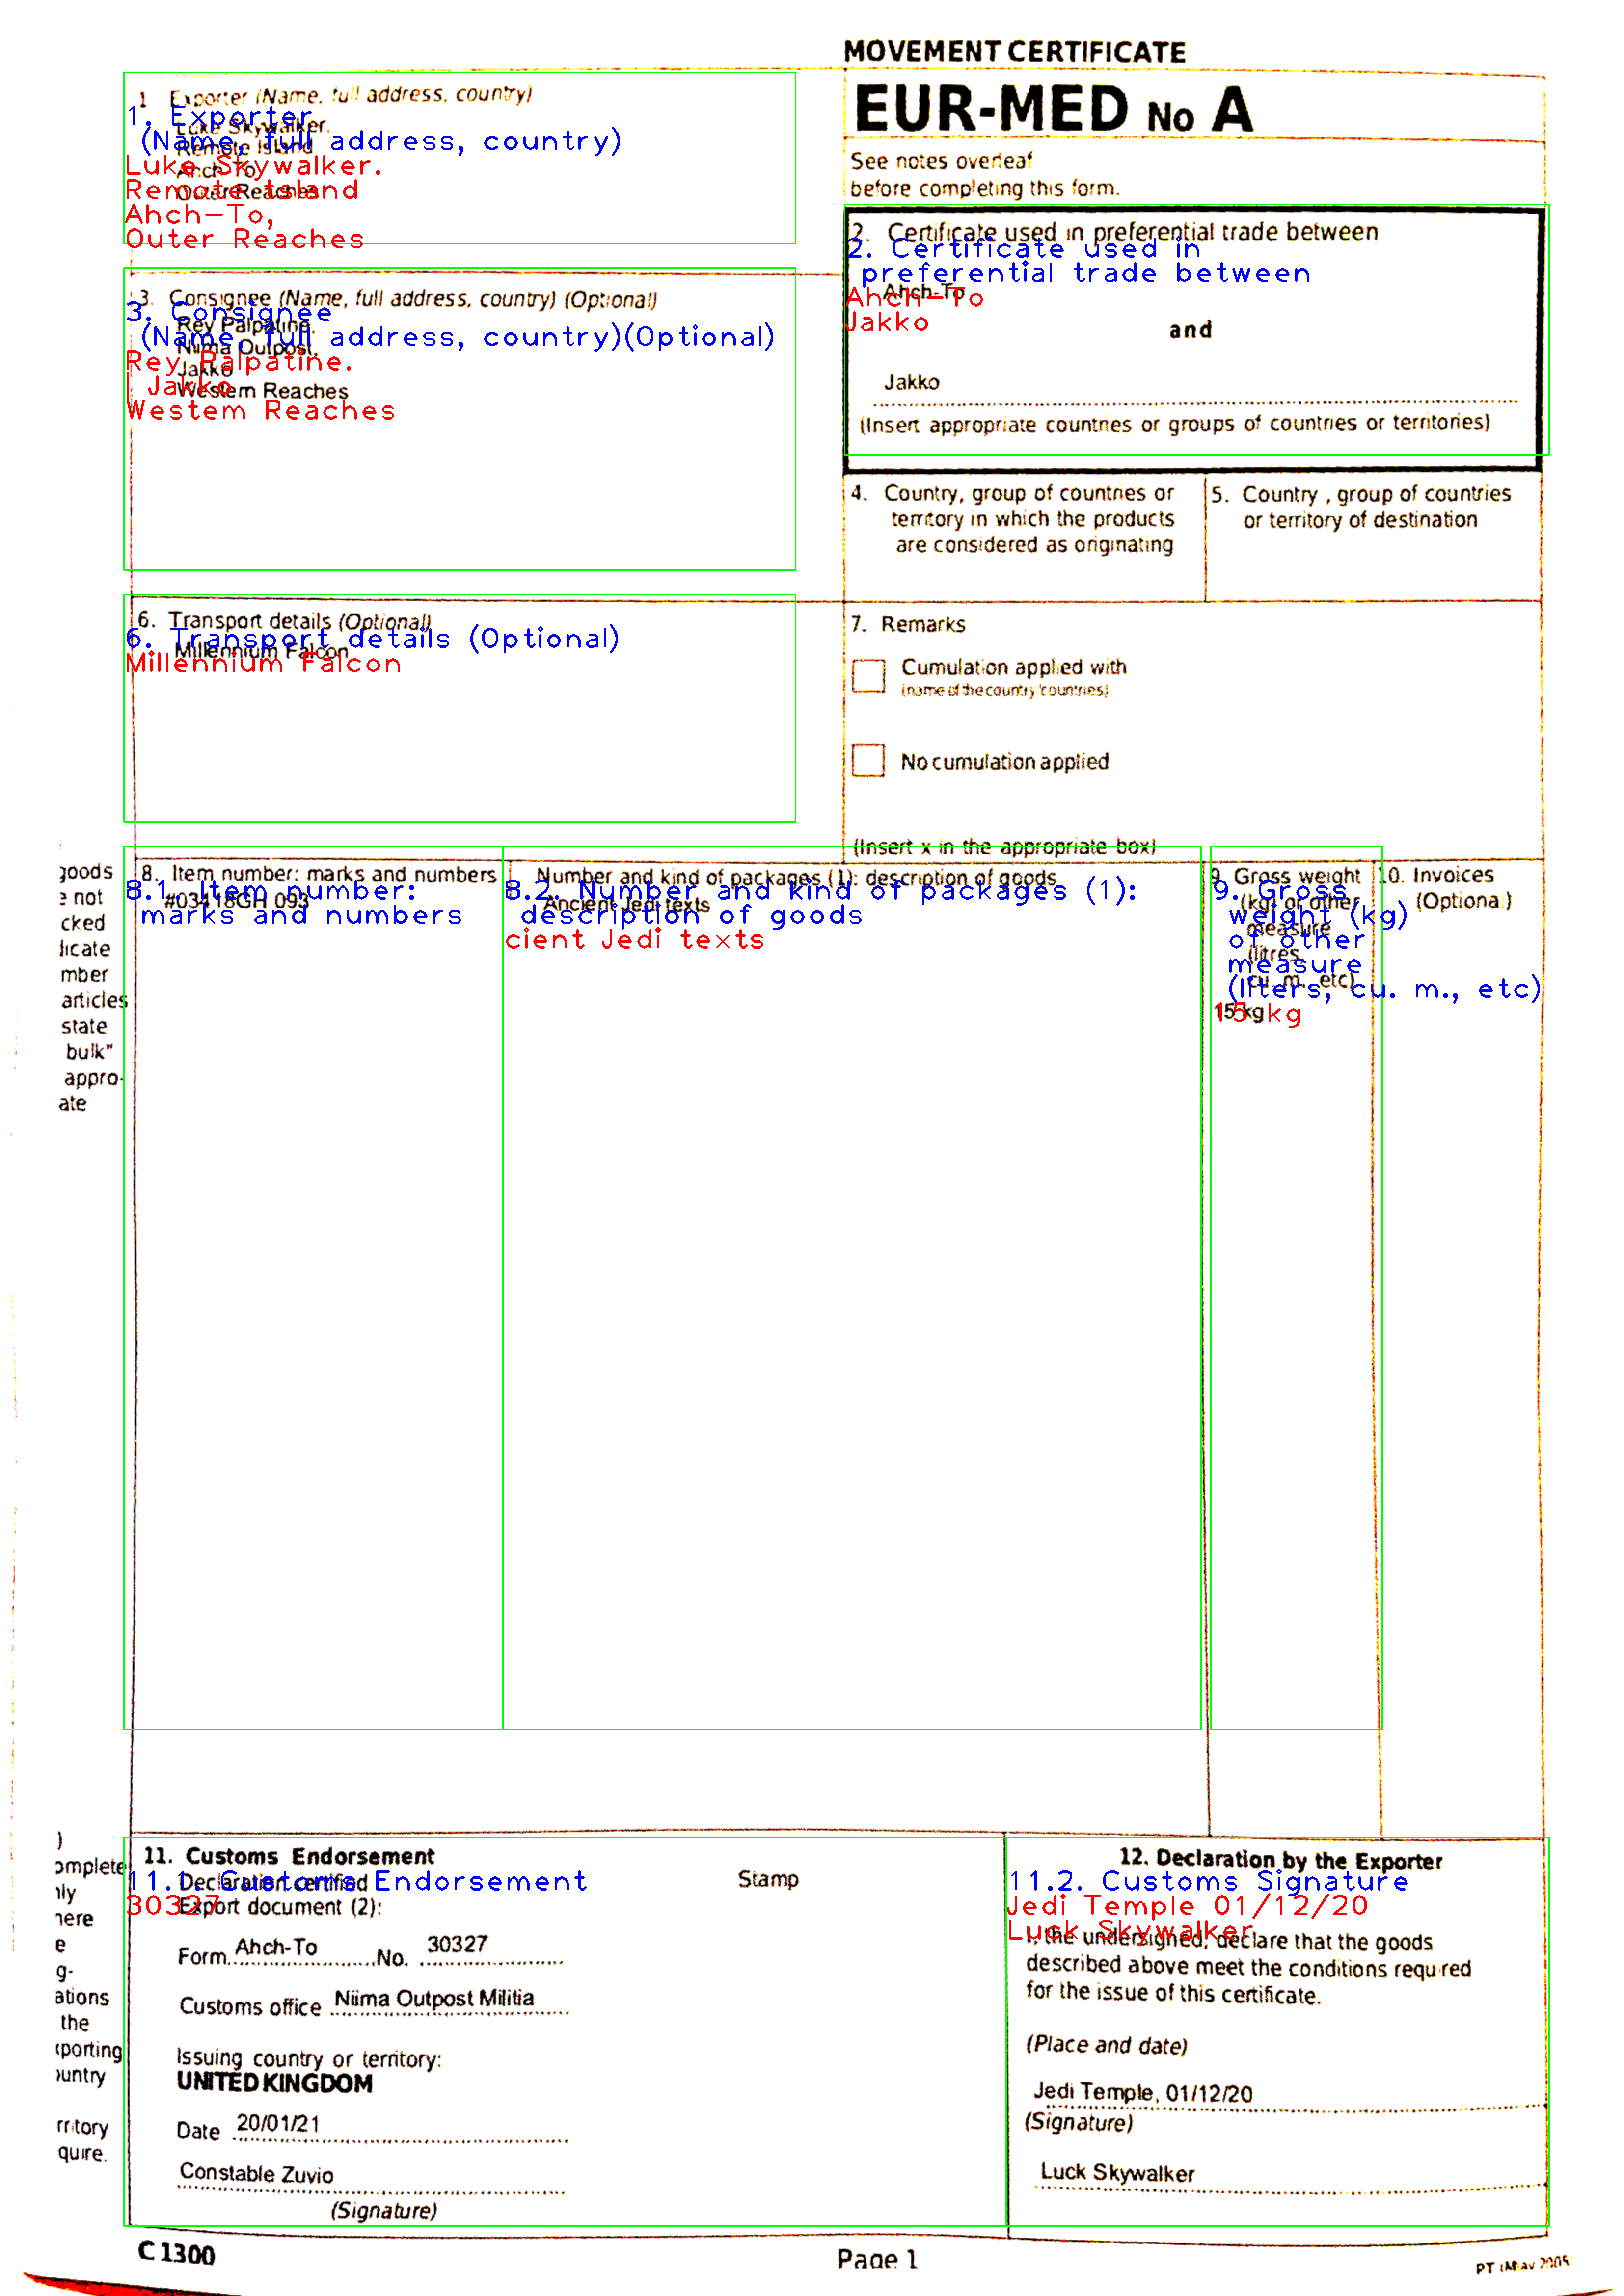 MOVEMENT CERTIFICATE
EUR-MED No A
See notes overleaf
before completing this form.
1 Exporter (Name, full address, country)
Luke Skywalker.
Remote Island
Ahch-To,
Outer Reaches
1. Exporter
(Name, full address, country)
Luke Skywalker.
Remote Island
Ahch-To,
Outer Reaches
2. Certificate used in preferential trade between
Ahch-To
and
Jakko
(Insert appropriate countries or groups of countries or territories)
2. Certificate used in
preferential trade between
Ahch-To
Jakko
3. Consignee (Name, full address, country) (Optional)
Rey Palpatine.
Niima Outpost.
Jakko
Western Reaches
3. Consignee
(Name, full address, country)(Optional)
Rey Palpatine.
| Jakko
Westem Reaches
4. Country, group of countries or
territory in which the products
are considered as originating
5. Country , group of countries
or territory of destination
6. Transport details (Optional)
Millennium Falcon
6. Transport details (Optional)
Millennium Falcon
7. Remarks
Cumulation applied with
(name of the country/countries)
No cumulation applied
(Insert x in the appropriate box)
goods
e not
cked
dicate
mber
articles
state
bulk"
appro-
ate
8. Item number: marks and numbers
#03418GH 093
8.1. Item number:
marks and numbers
Number and kind of packages (1): description of goods
Ancient Jedi texts
8.2. Number and kind of packages (1):
description of goods
cient Jedi texts
9 Gross weight
(kg) or other
measure
(litres,
cu. m., etc)
15 kg
9. Gross
weight (kg)
of other
measure
(liters, cu. m., etc)
15 kg
10. Invoices
(Optional)
)
omplete
nly
here
e
g-
ations
the
porting
ountry
rritory
quire.
11. Customs Endorsement
Declaration certified
Export document (2):
Stamp
11.1. Customs Endorsement
30327
Form Ahch-To No. 30327
Customs office Niima Outpost Militia
Issuing country or territory:
UNITED KINGDOM
Date 20/01/21
Constable Zuvio
(Signature)
12. Declaration by the Exporter
11.2. Customs Signature
Jedi Temple 01/12/20
Luck Skywalker
I, the undersigned, declare that the goods
described above meet the conditions required
for the issue of this certificate.
(Place and date)
Jedi Temple, 01/12/20
(Signature)
Luck Skywalker
C 1300
Page 1
PT (May 2005